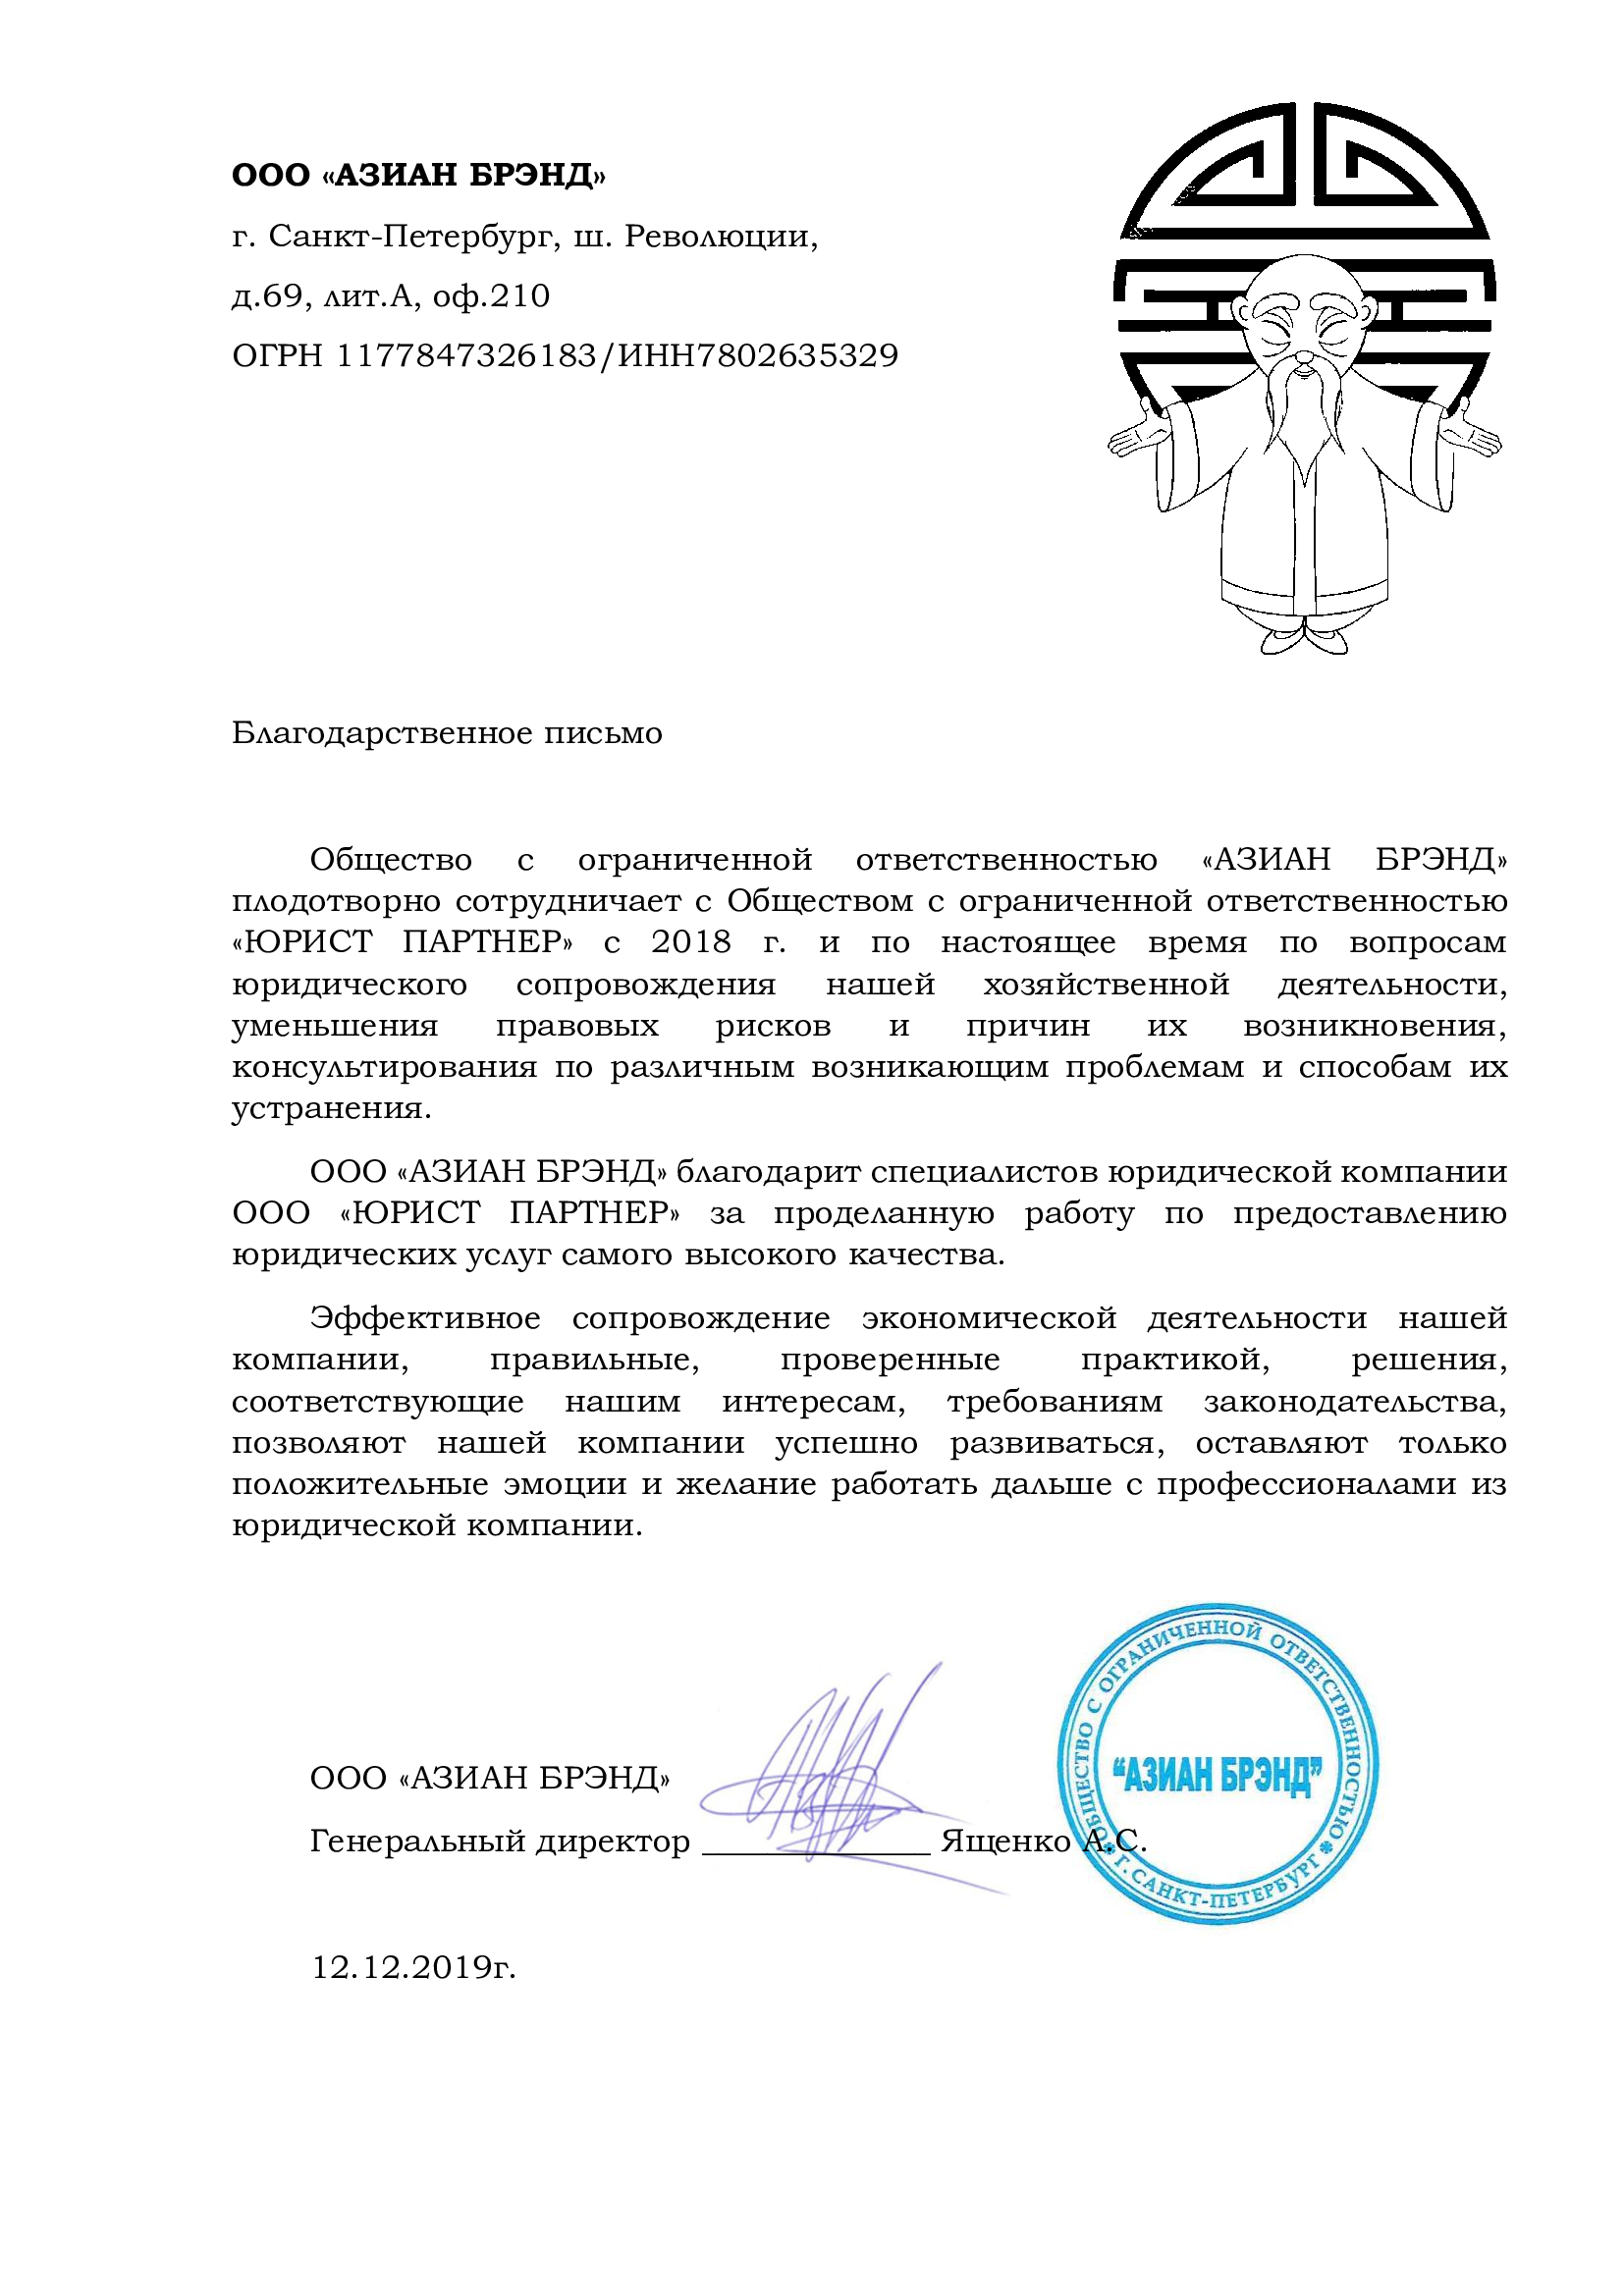 ООО «АЗИАН БРЭНД»
г. Санкт-Петербург, ш. Революции,
д.69, лит.А, оф.210
ОГРН 1177847326183/ИНН7802635329
Благодарственное письмо
Общество с ограниченной ответственностью «АЗИАН БРЭНД»
плодотворно сотрудничает с Обществом с ограниченной ответственностью
«ЮРИСТ ПАРТНЕР» с 2018 г. и по настоящее время по вопросам
юридического сопровождения нашей хозяйственной деятельности,
уменьшения правовых рисков и причин их возникновения,
консультирования по различным возникающим проблемам и способам их
устранения.
ООО «АЗИАН БРЭНД» благодарит специалистов юридической компании
ООО «ЮРИСТ ПАРТНЕР» за проделанную работу по предоставлению
юридических услуг самого высокого качества.
Эффективное сопровождение экономической деятельности нашей
компании, правильные, проверенные практикой, решения,
соответствующие нашим интересам, требованиям законодательства,
позволяют нашей компании успешно развиваться, оставляют только
положительные эмоции и желание работать дальше с профессионалами из
юридической компании.
ООО «АЗИАН БРЭНД»
Генеральный директор ______________ Ященко А.С.
ОБЩЕСТВО С ОГРАНИЧЕННОЙ ОТВЕТСТВЕННОСТЬЮ
"АЗИАН БРЭНД"
Г. САНКТ-ПЕТЕРБУРГ
12.12.2019г.